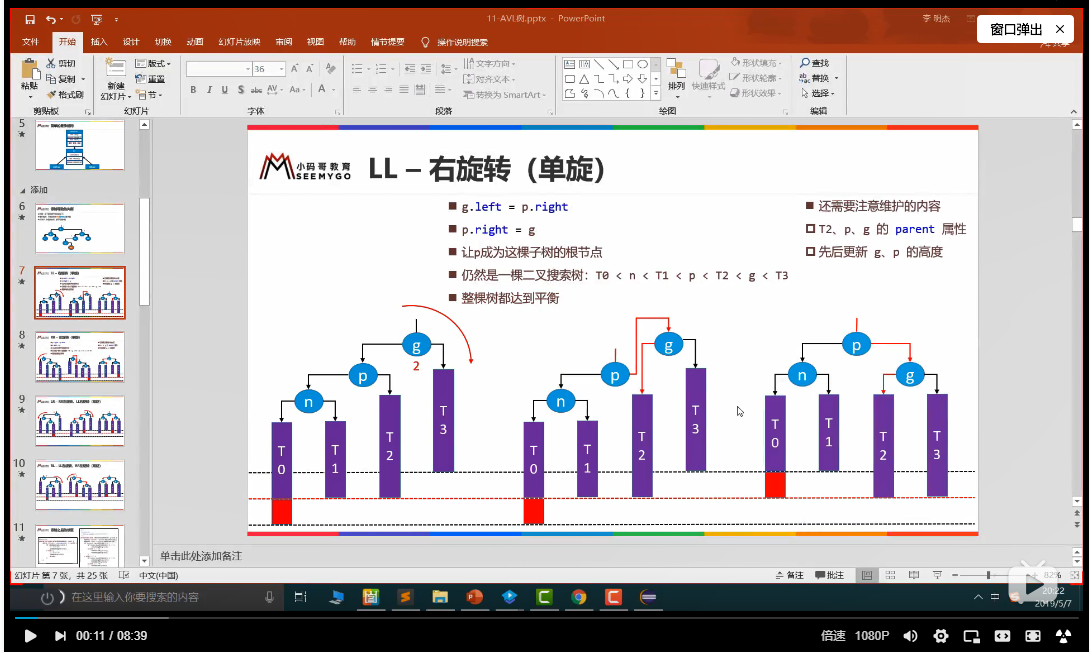 11-AVL树.pptx - PowerPoint
李 明杰
窗口弹出 ×
文件 开始 插入 设计 切换 动画 幻灯片放映 审阅 视图 帮助 情节提要 操作说明搜索
粘贴
剪切
复制
格式刷
剪贴板
新建
幻灯片
版式
重置
节
幻灯片
36
B I U S abc AV Aa A
字体
文字方向
对齐文本
转换为 SmartArt
段落
排列
快速样式
形状填充
形状轮廓
形状效果
绘图
查找
替换
选择
编辑
5
添加
6
7
8
9
10
11
小码哥教育
SEEMYGO
LL – 右旋转（单旋）
g.left = p.right
p.right = g
让p成为这棵子树的根节点
仍然是一棵二叉搜索树：T0 < n < T1 < p < T2 < g < T3
整棵树都达到平衡
还需要注意维护的内容
T2、p、g 的 parent 属性
先后更新 g、p 的高度
g
2
p
n
T0
T1
T2
T3
g
p
n
T0
T1
T2
T3
p
n
g
T0
T1
T2
T3
单击此处添加备注
幻灯片 第 7 张，共 25 张 中文(中国)
备注 批注 82%
在这里输入你要搜索的内容
20:22
2019/5/7
00:11 / 08:39
倍速 1080P